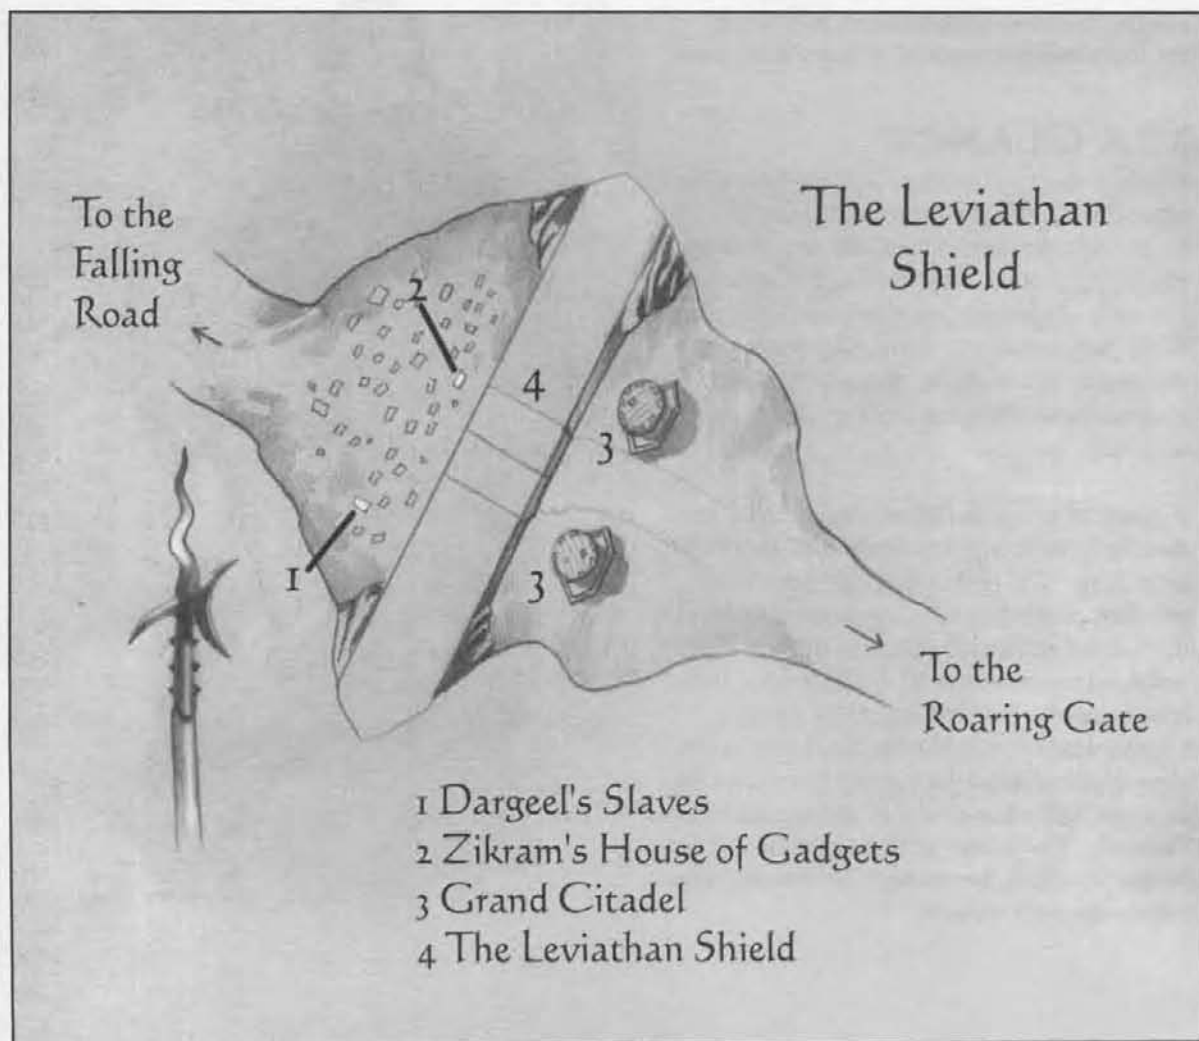 The Leviathan
Shield
To the
Falling
Road
2
4
3
1
3
To the
Roaring Gate
1 Dargeel's Slaves
2 Zikram's House of Gadgets
3 Grand Citadel
4 The Leviathan Shield